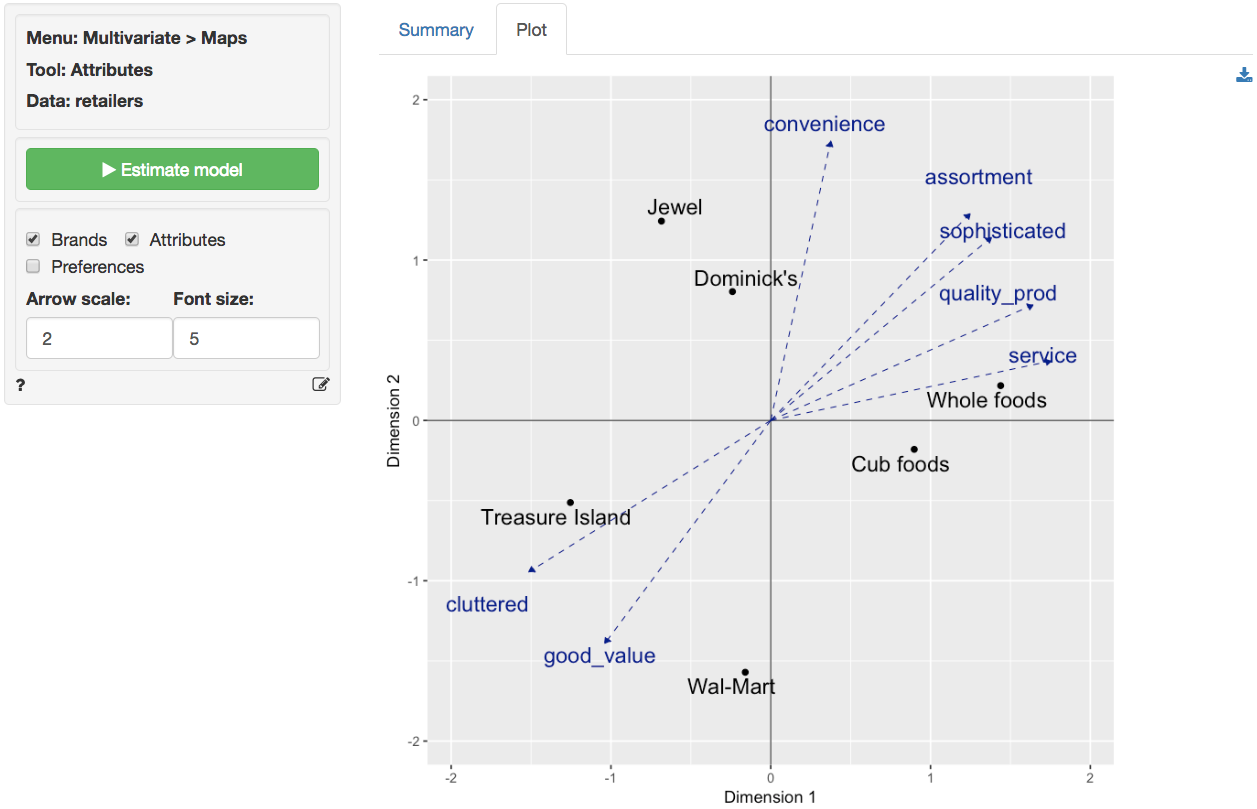 Menu: Multivariate > Maps
Tool: Attributes
Data: retailers
Estimate model
Brands Attributes
Preferences
Arrow scale: Font size:
2 5
?
Summary Plot
2
1
0
-1
-2
Dimension 2
convenience
assortment
Jewel
sophisticated
Dominick's
quality_prod
service
Whole foods
Cub foods
Treasure Island
cluttered
good_value
Wal-Mart
-2 -1 0 1 2
Dimension 1